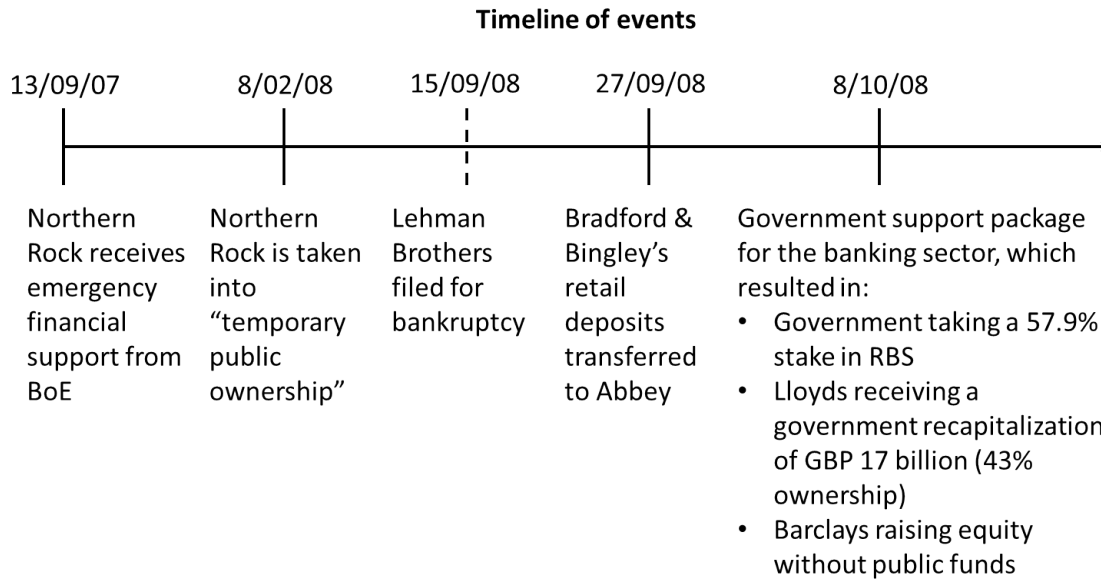 Timeline of events
13/09/07
8/02/08
15/09/08
27/09/08
8/10/08
Northern
Rock receives
emergency
financial
support from
BoE
Northern
Rock is taken
into
“temporary
public
ownership”
Lehman
Brothers
filed for
bankruptcy
Bradford &
Bingley’s
retail
deposits
transferred
to Abbey
Government support package
for the banking sector, which
resulted in:
• Government taking a 57.9%
stake in RBS
• Lloyds receiving a
government recapitalization
of GBP 17 billion (43%
ownership)
• Barclays raising equity
without public funds